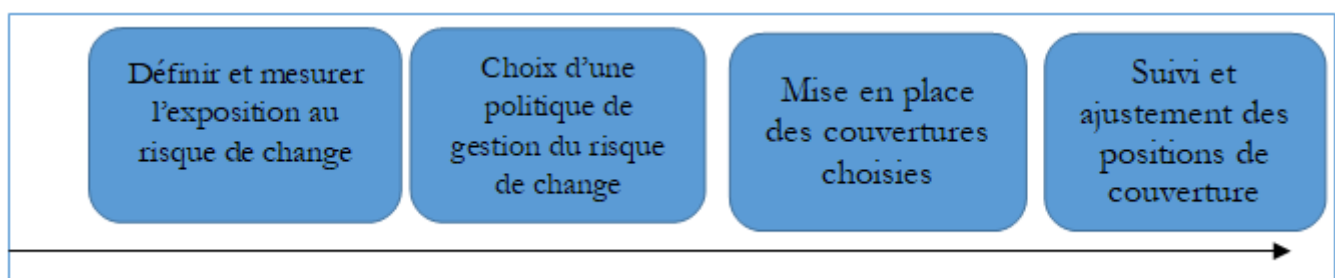 Définir et mesurer
l'exposition au
risque de change
Choix d'une
politique de
gestion du risque
de change
Mise en place
des couvertures
choisies
Suivi et
ajustement des
positions de
couverture